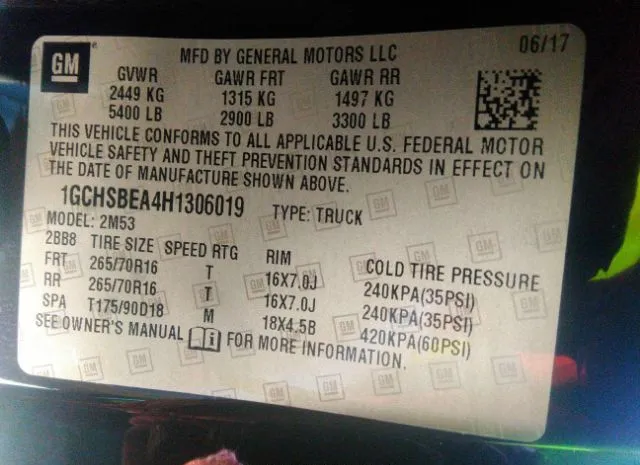 GM
MFD BY GENERAL MOTORS LLC 06/17
GVWR GAWR FRT GAWR RR
2449 KG 1315 KG 1497 KG
5400 LB 2900 LB 3300 LB
THIS VEHICLE CONFORMS TO ALL APPLICABLE U.S. FEDERAL MOTOR
VEHICLE SAFETY AND THEFT PREVENTION STANDARDS IN EFFECT ON
THE DATE OF MANUFACTURE SHOWN ABOVE.
1GCHSBEA4H1306019 TYPE: TRUCK
MODEL: 2M53
2BB8 TIRE SIZE SPEED RTG RIM COLD TIRE PRESSURE
FRT 265/70R16 T 16X7.0J 240KPA(35PSI)
RR 265/70R16 T 16X7.0J 240KPA(35PSI)
SPA T175/90D18 M 18X4.5B 420KPA(60PSI)
SEE OWNER'S MANUAL i FOR MORE INFORMATION.